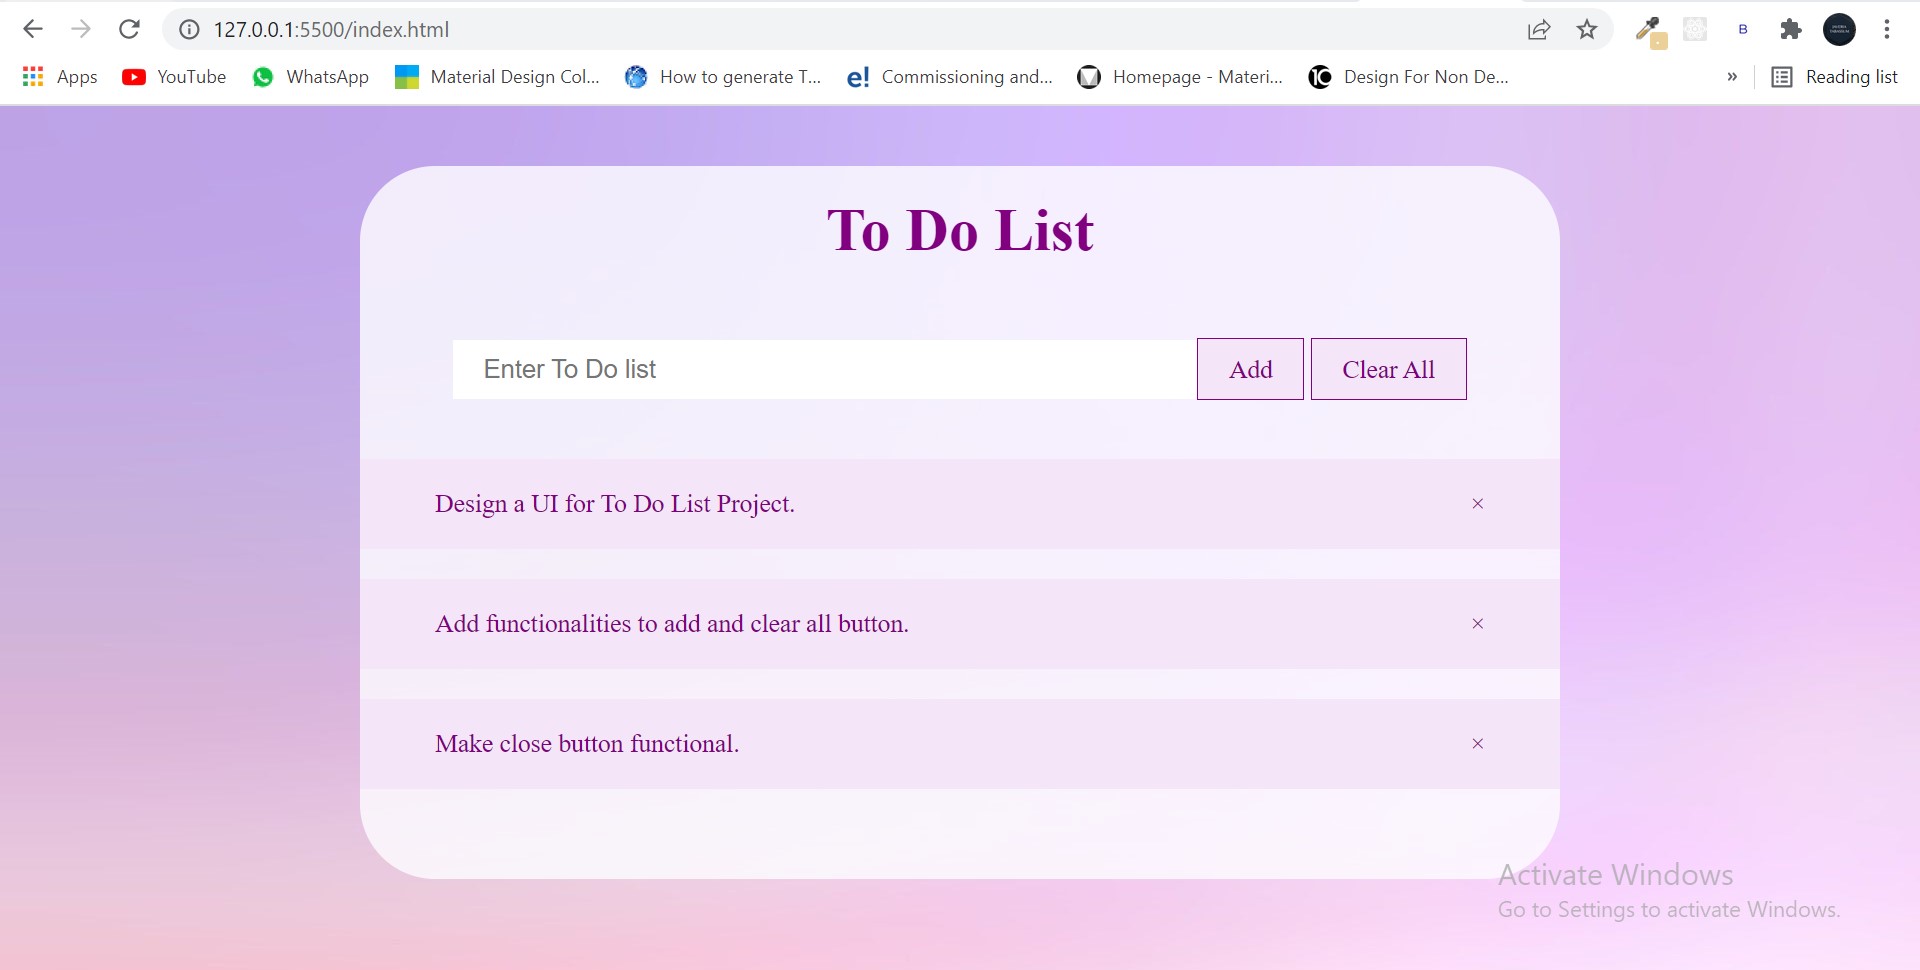 127.0.0.1:5500/index.html
B
Apps YouTube WhatsApp Material Design Col... How to generate T... e! Commissioning and... Homepage - Materi... Design For Non De... » Reading list
To Do List
Enter To Do list Add Clear All
Design a UI for To Do List Project. ×
Add functionalities to add and clear all button. ×
Make close button functional. ×
Activate Windows
Go to Settings to activate Windows.